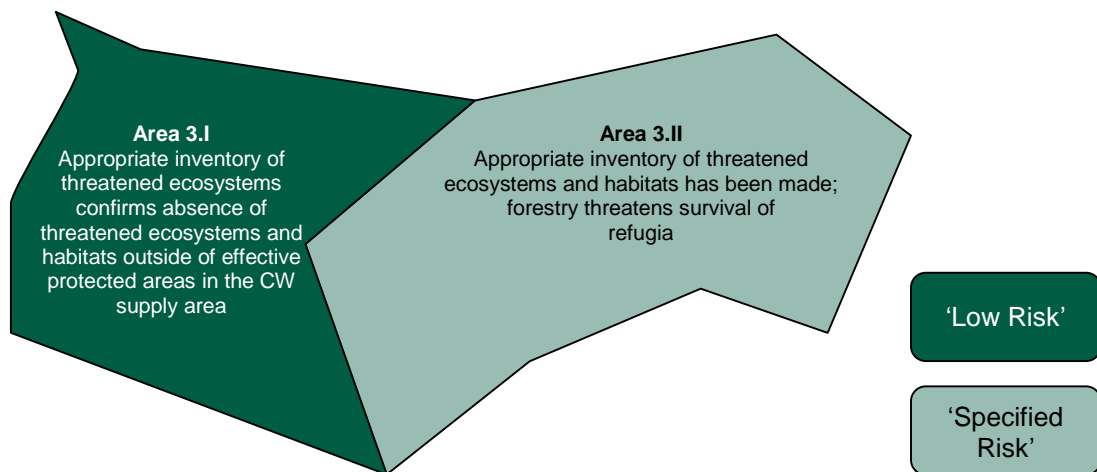 Area 3.I
Appropriate inventory of
threatened ecosystems
confirms absence of
threatened ecosystems and
habitats outside of effective
protected areas in the CW
supply area
Area 3.II
Appropriate inventory of threatened
ecosystems and habitats has been made;
forestry threatens survival of
refugia
‘Low Risk’
‘Specified
Risk’